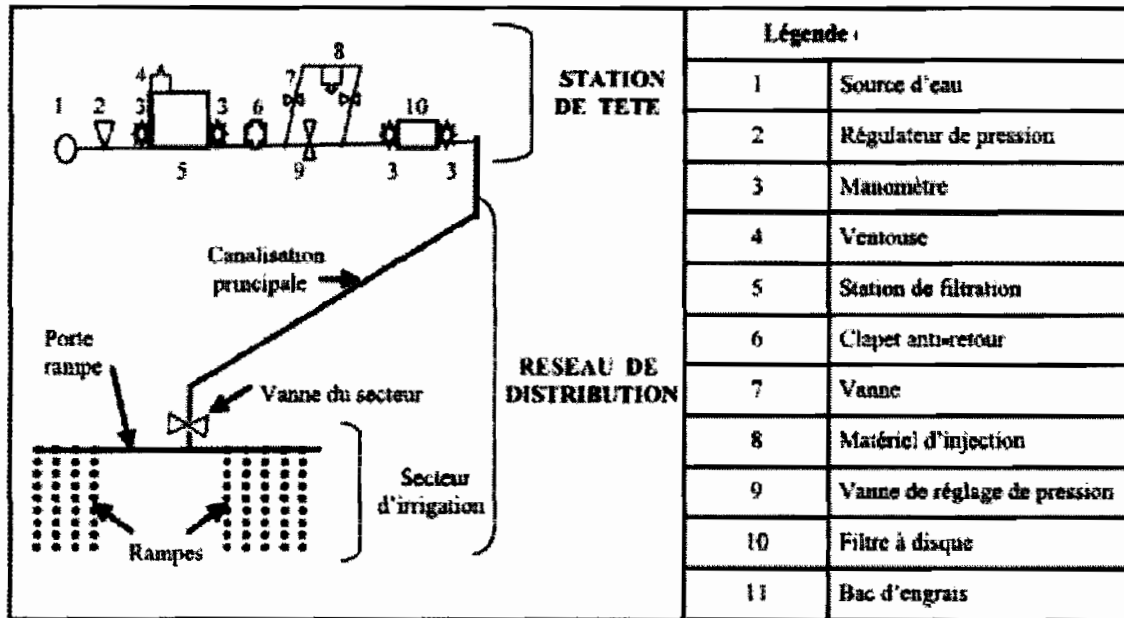 8
4
7
STATION
DE TETE
1
2
3
3
6
10
5
9
3
3
Canalisation
principale
Porte
rampe
Vanne du secteur
RESEAU DE
DISTRIBUTION
Secteur
d'irrigation
Rampes
Légende :
1 Source d'eau
2 Régulateur de pression
3 Manomètre
4 Ventouse
5 Station de filtration
6 Clapet anti-retour
7 Vanne
8 Matériel d'injection
9 Vanne de réglage de pression
10 Filtre à disque
11 Bac d'engrais